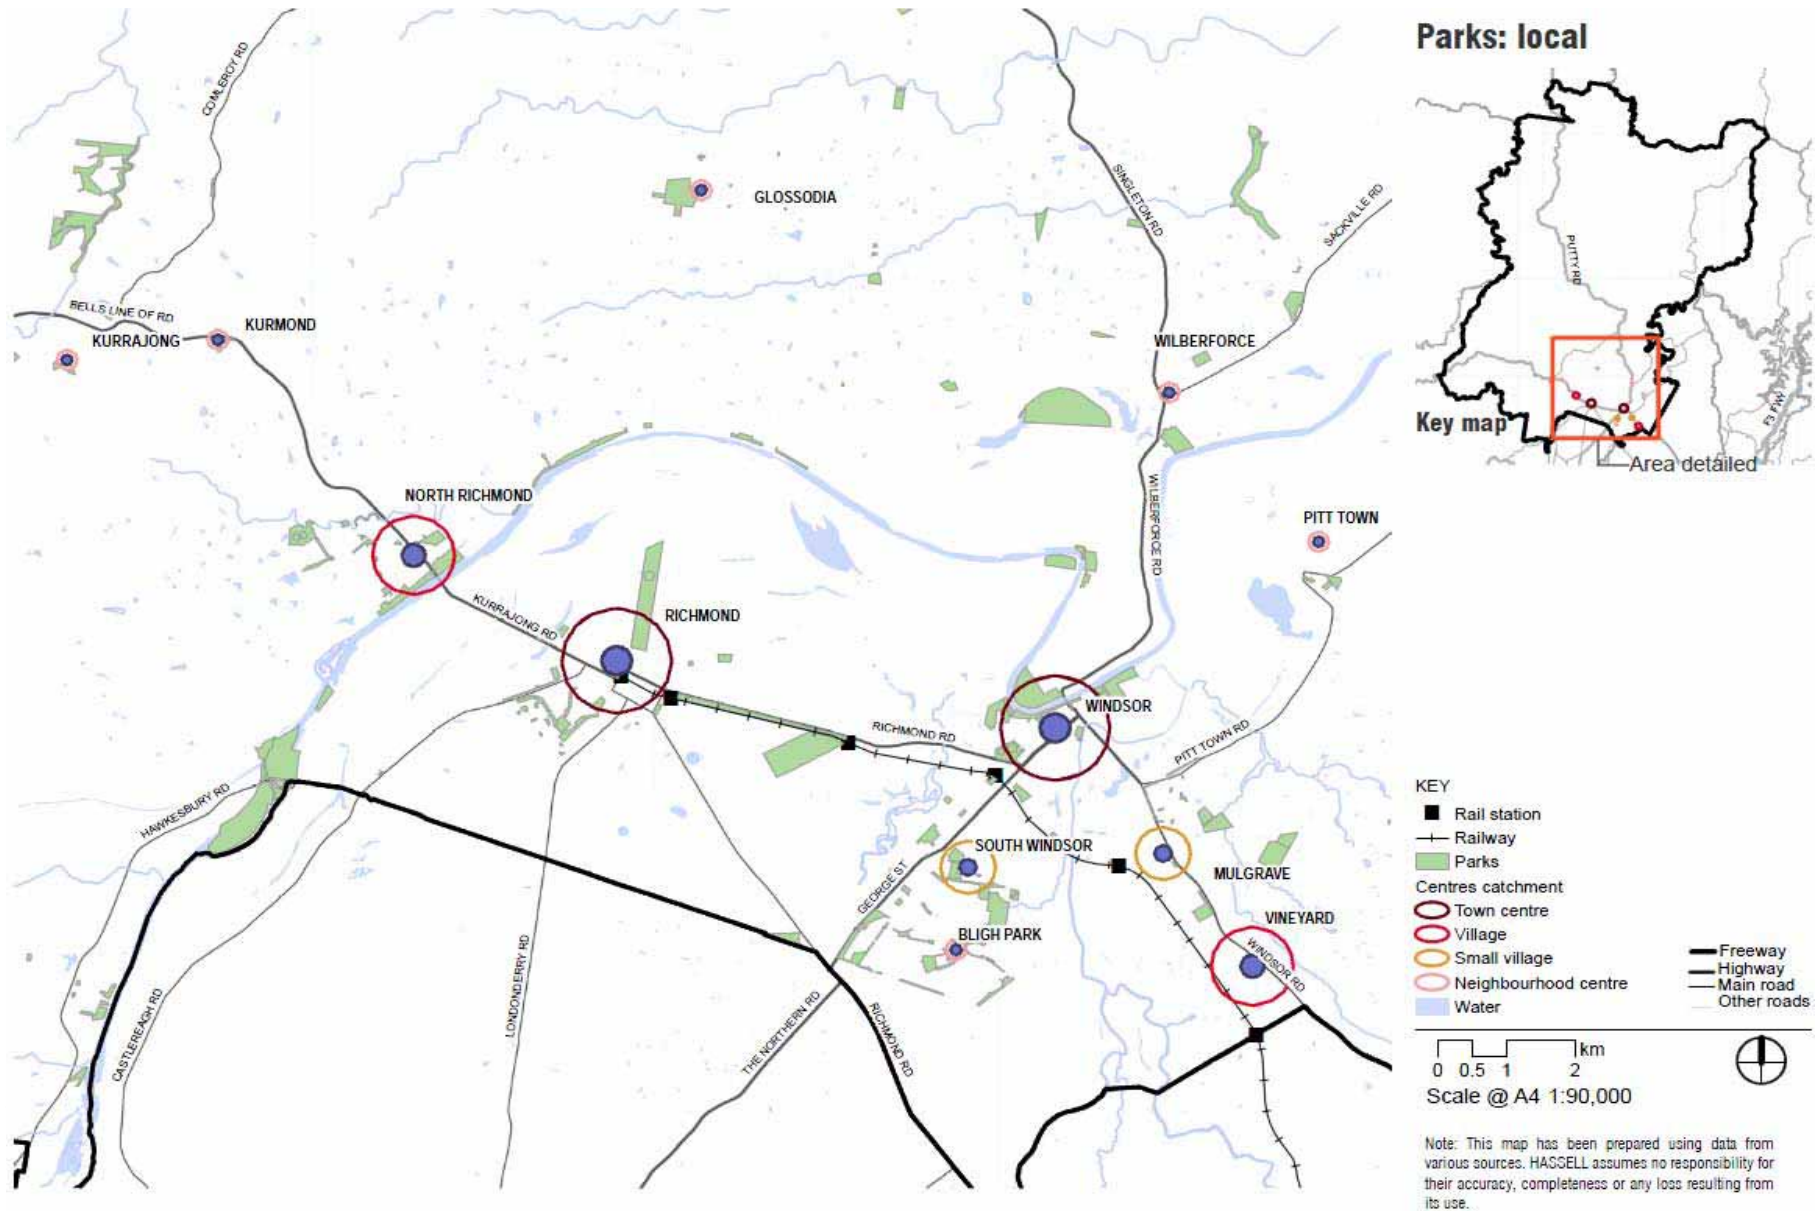 Parks: local
COMLEROY RD
GLOSSODIA
SINGLETON RD
SACKVILLE RD
PUTTY RD
BELLS LINE OF RD
KURMOND
KURRAJONG
WILBERFORCE
F3 FWY
Key map
Area detailed
NORTH RICHMOND
WILBERFORCE RD
PITT TOWN
KURRAJONG RD
RICHMOND
WINDSOR
RICHMOND RD
PITT TOWN RD
HAWKESBURY RD
SOUTH WINDSOR
GEORGE ST
MULGRAVE
VINEYARD
BLIGH PARK
WINDSOR RD
LONDONDERRY RD
CASTLEREAGH RD
THE NORTHERN RD
RICHMOND RD
KEY
Rail station
Railway
Parks
Centres catchment
Town centre
Village
Small village
Neighbourhood centre
Water
Freeway
Highway
Main road
Other roads
km
0 0.5 1 2
Scale @ A4 1:90,000
Note: This map has been prepared using data from
various sources. HASSELL assumes no responsibility for
their accuracy, completeness or any loss resulting from
its use.